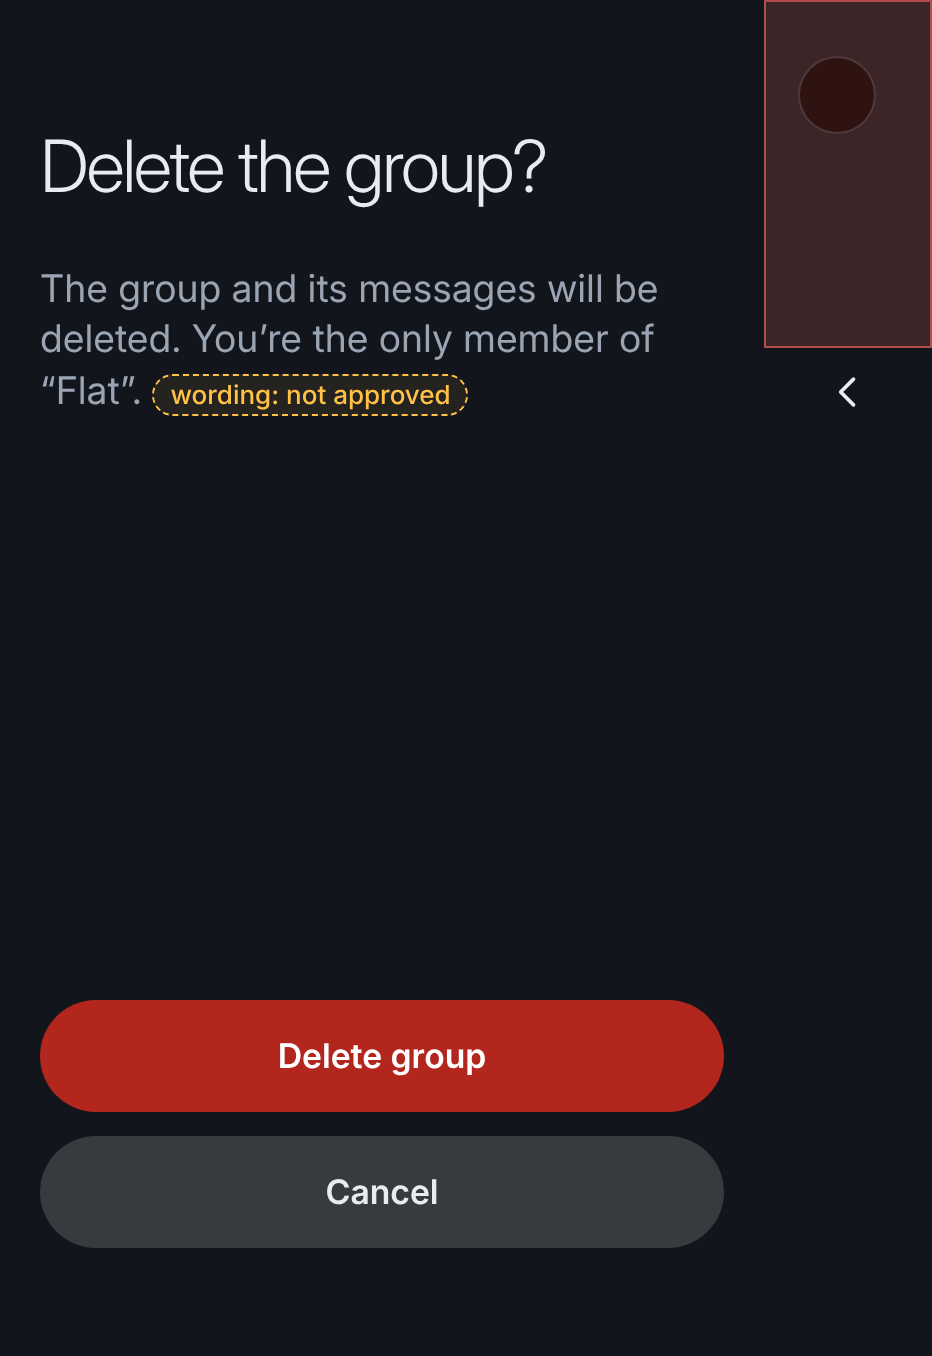 Delete the group?
The group and its messages will be
deleted. You’re the only member of
“Flat”. wording: not approved
Delete group
Cancel